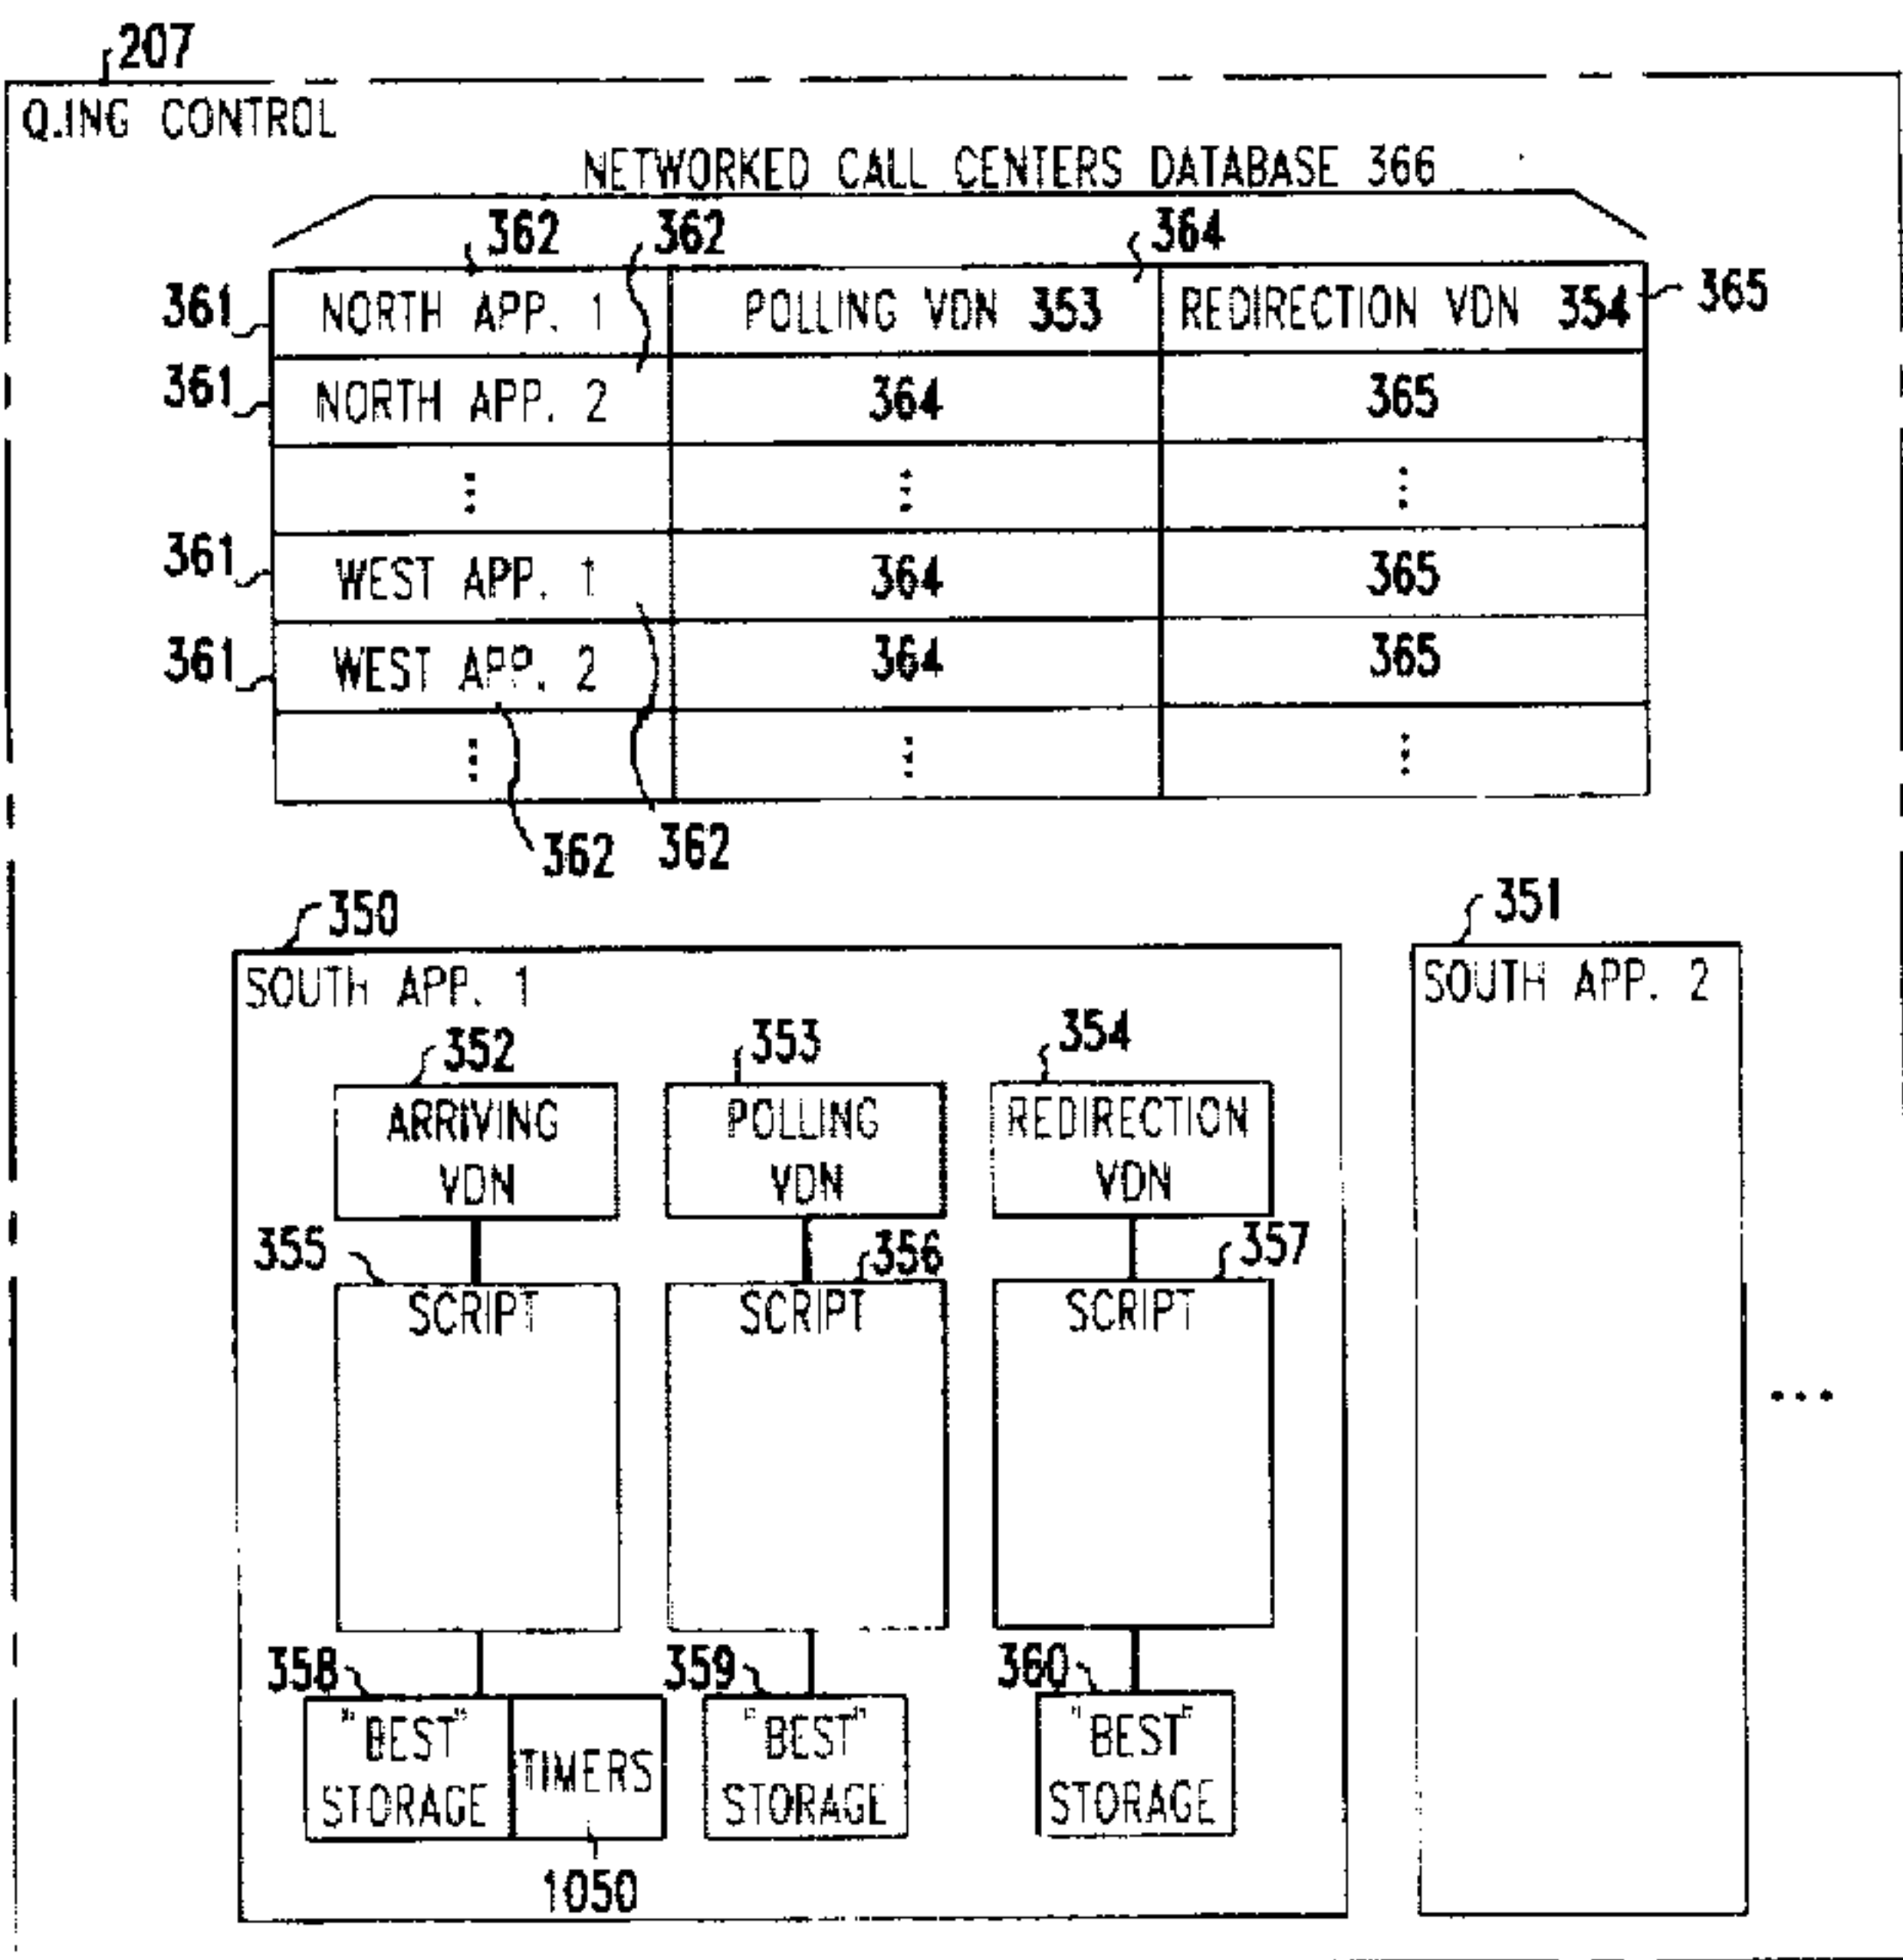 207
Q.ING CONTROL
NETWORKED CALL CENTERS DATABASE 366
362 362 364
361 NORTH APP. 1 POLLING VDN 353 REDIRECTION VDN 354 365
361 NORTH APP. 2 364 365
⋮ ⋮ ⋮
361 WEST APP. 1 364 365
361 WEST APP. 2 364 365
⋮ ⋮ ⋮
362 362
350 351
SOUTH APP. 1 SOUTH APP. 2
352 353 354
ARRIVING POLLING REDIRECTION
VDN VDN VDN
355 356 357
SCRIPT SCRIPT SCRIPT
...
358 359 360
"BEST" "BEST" "BEST"
STORAGE TIMERS STORAGE STORAGE
1050